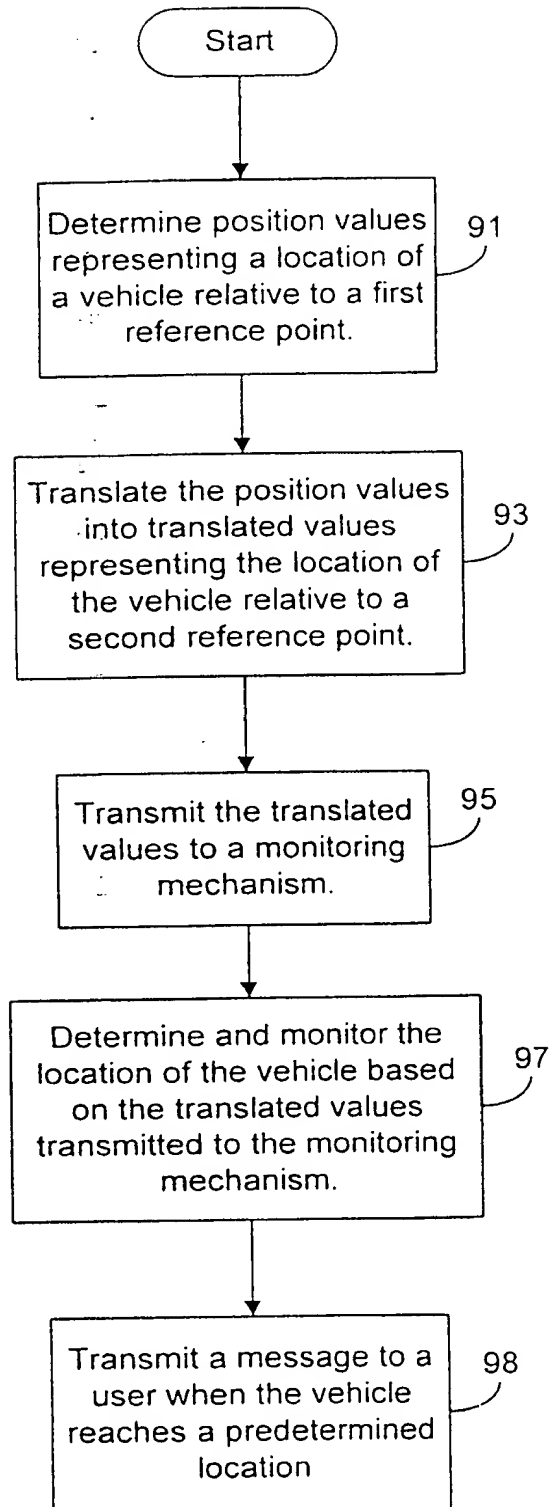 Start
Determine position values
representing a location of
a vehicle relative to a first
reference point.
91
Translate the position values
into translated values
representing the location of
the vehicle relative to a
second reference point.
93
Transmit the translated
values to a monitoring
mechanism.
95
Determine and monitor the
location of the vehicle based
on the translated values
transmitted to the monitoring
mechanism.
97
Transmit a message to a
user when the vehicle
reaches a predetermined
location
98